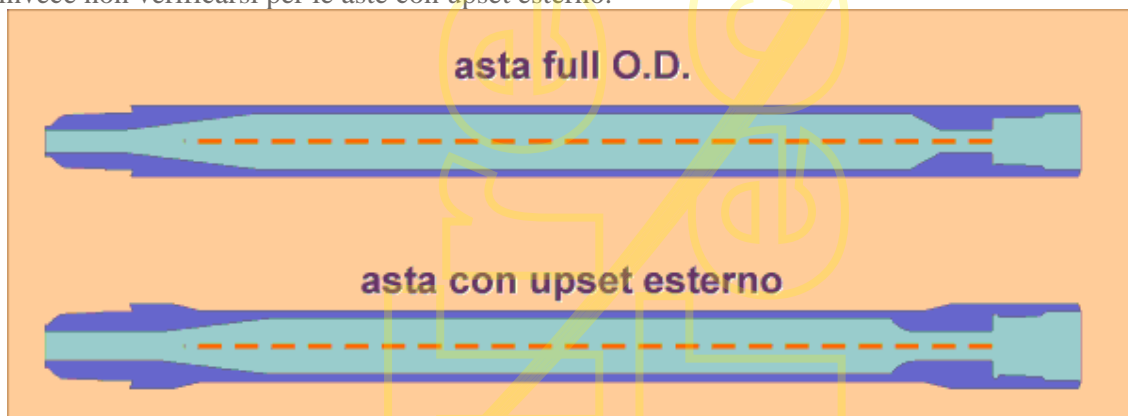 invece non verificarsi per le aste con upset esterno.
asta full O.D.
asta con upset esterno